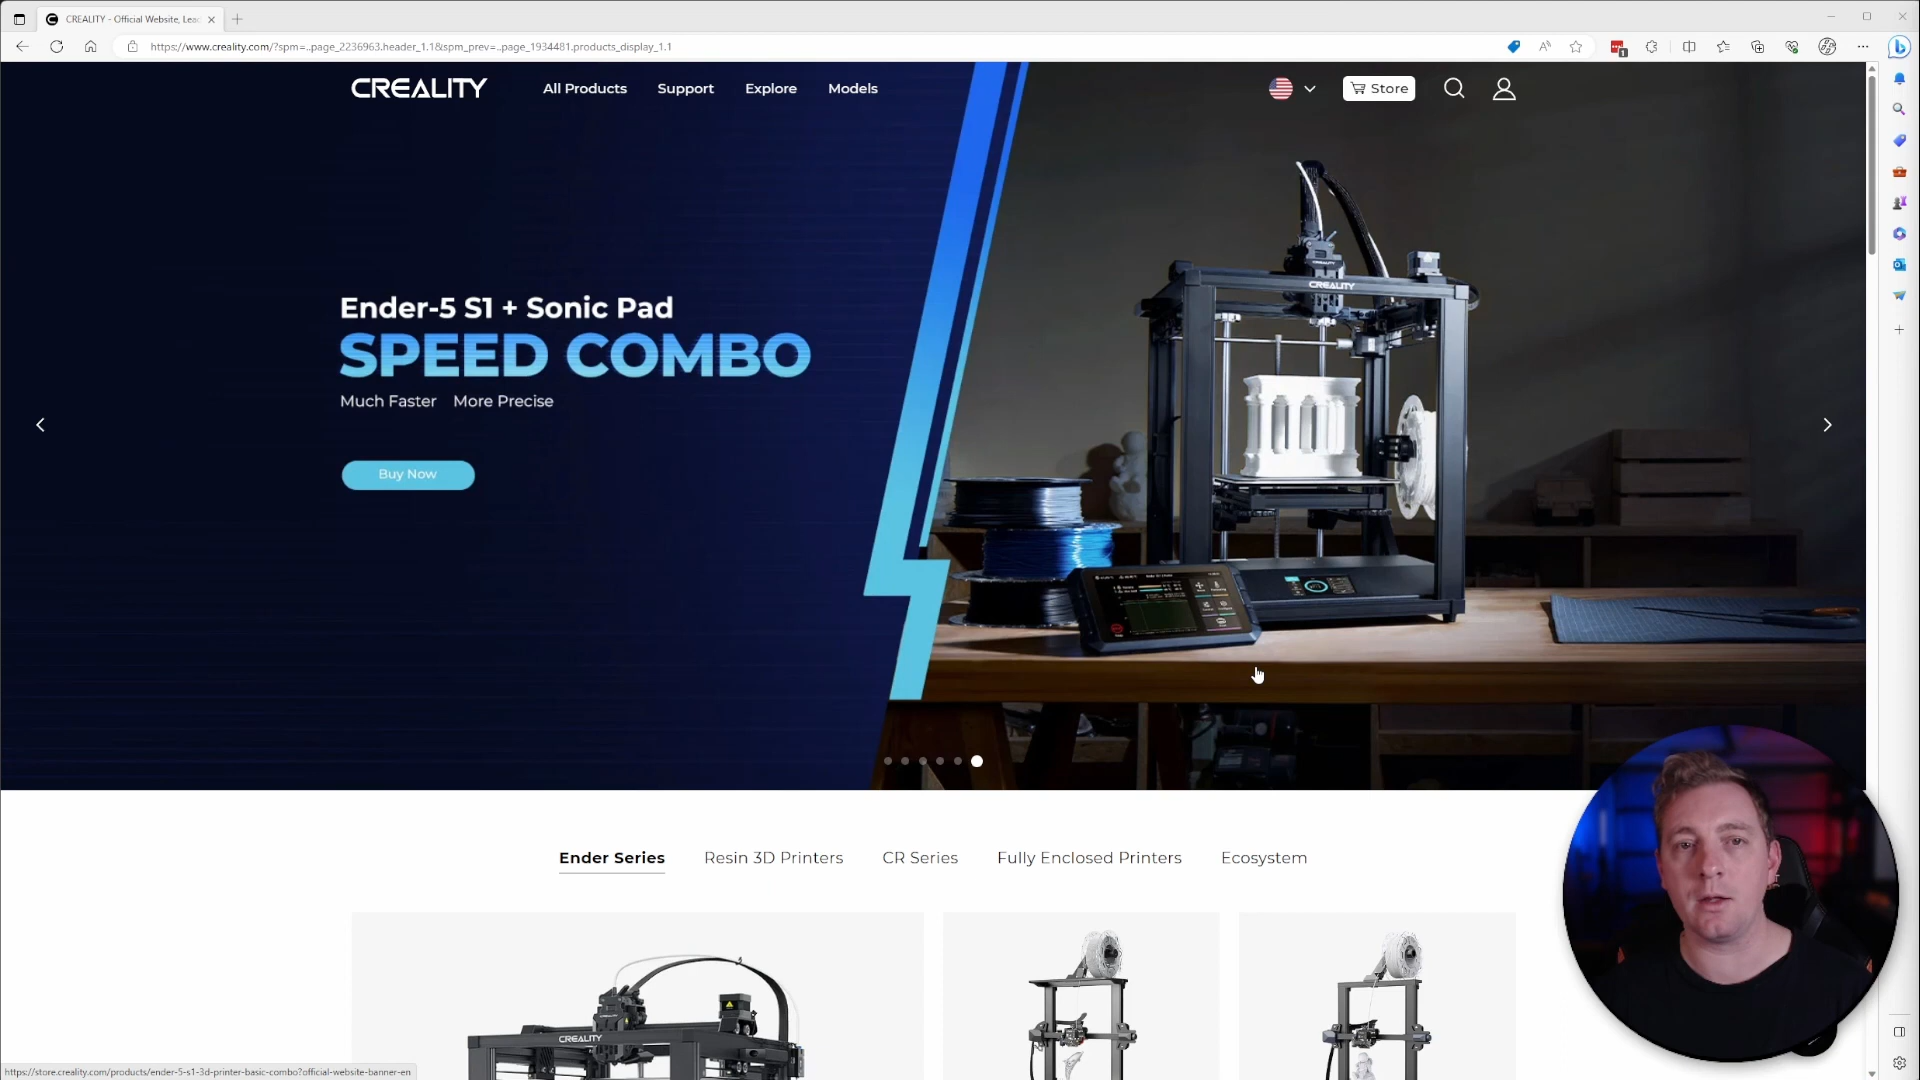 CREALITY - Official Website, Lea
https://www.creality.com/?spm=..page_2236963.header_1.1&spm_prev=..page_1934481.products_display_1.1
CREALITY
All Products
Support
Explore
Models
Store
Ender-5 S1 + Sonic Pad
SPEED COMBO
Much Faster More Precise
Buy Now
CREALITY
Ender Series
Resin 3D Printers
CR Series
Fully Enclosed Printers
Ecosystem
CREALITY
https://store.creality.com/products/ender-5-s1-3d-printer-basic-combo?official-website-banner-en